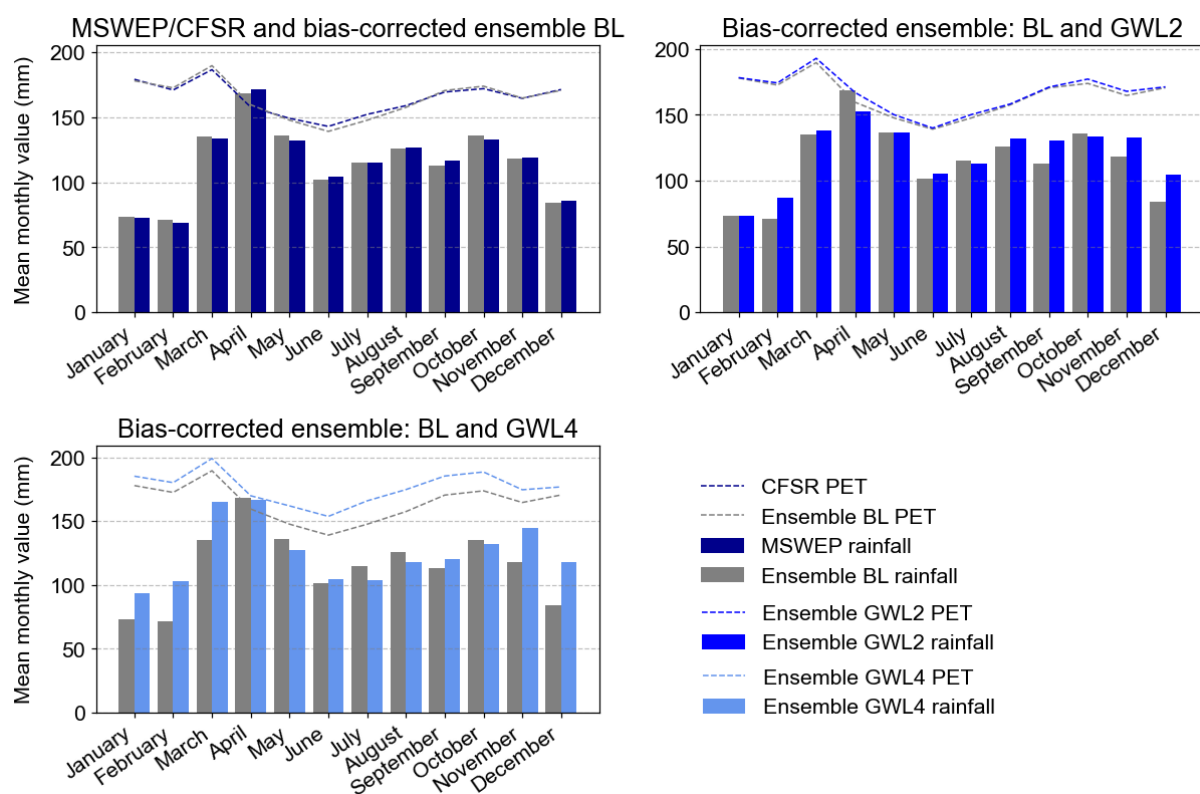 MSWEP/CFSR and bias-corrected ensemble BL
Mean monthly value (mm)
200
150
100
50
0
January
February
March
April
May
June
July
August
September
October
November
December
Bias-corrected ensemble: BL and GWL2
200
150
100
50
0
January
February
March
April
May
June
July
August
September
October
November
December
Bias-corrected ensemble: BL and GWL4
Mean monthly value (mm)
200
150
100
50
0
January
February
March
April
May
June
July
August
September
October
November
December
CFSR PET
Ensemble BL PET
MSWEP rainfall
Ensemble BL rainfall
Ensemble GWL2 PET
Ensemble GWL2 rainfall
Ensemble GWL4 PET
Ensemble GWL4 rainfall